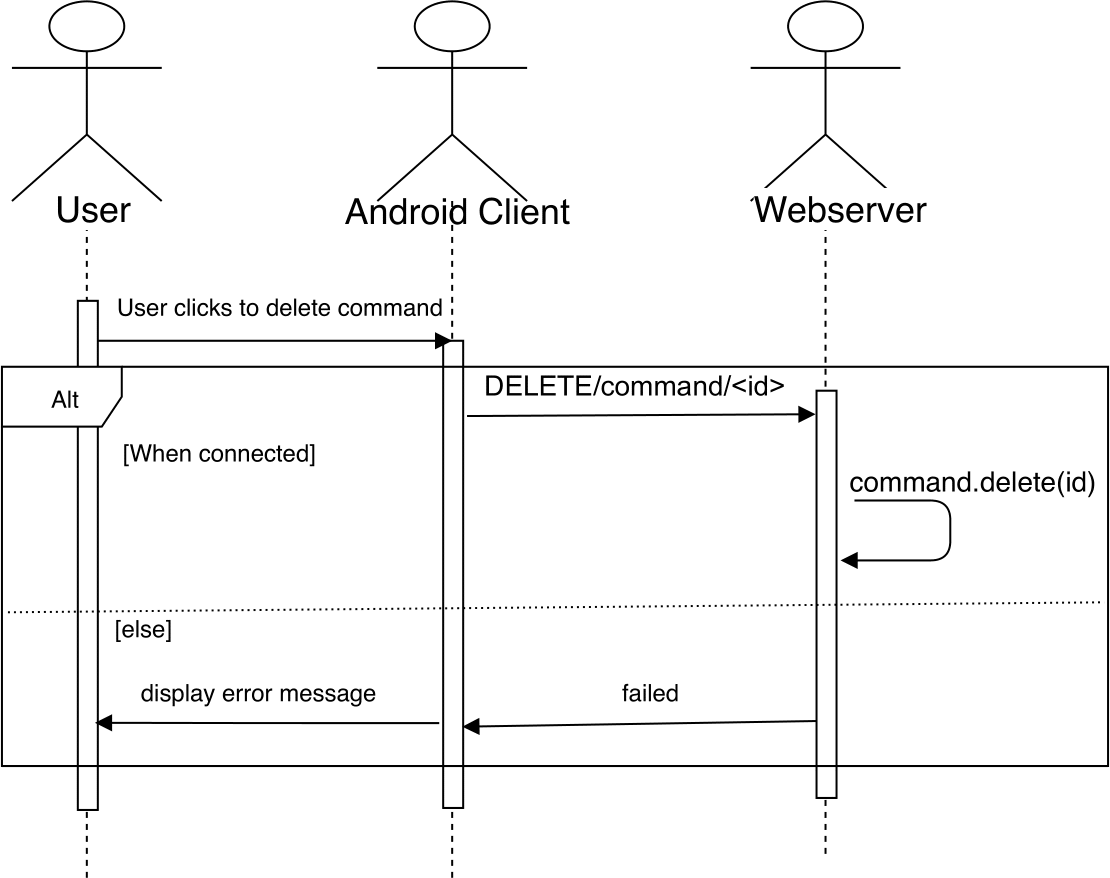 User
Android Client
Webserver
User clicks to delete command
Alt
DELETE/command/<id>
[When connected]
command.delete(id)
[else]
display error message
failed